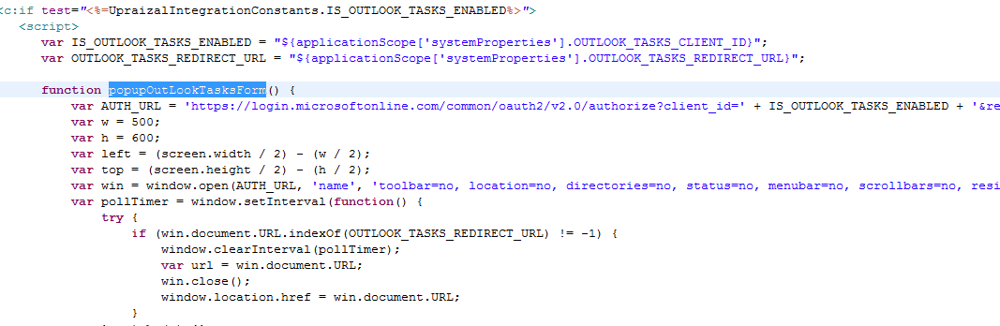 <c:if test="<%=UpraizalIntegrationConstants.IS_OUTLOOK_TASKS_ENABLED%>">
<script>
var IS_OUTLOOK_TASKS_ENABLED = "${applicationScope['systemProperties'].OUTLOOK_TASKS_CLIENT_ID}";
var OUTLOOK_TASKS_REDIRECT_URL = "${applicationScope['systemProperties'].OUTLOOK_TASKS_REDIRECT_URL}";
function popupOutLookTasksForm() {
var AUTH_URL = 'https://login.microsoftonline.com/common/oauth2/v2.0/authorize?client_id=' + IS_OUTLOOK_TASKS_ENABLED + '&re
var w = 500;
var h = 600;
var left = (screen.width / 2) - (w / 2);
var top = (screen.height / 2) - (h / 2);
var win = window.open(AUTH_URL, 'name', 'toolbar=no, location=no, directories=no, status=no, menubar=no, scrollbars=no, resi
var pollTimer = window.setInterval(function() {
try {
if (win.document.URL.indexOf(OUTLOOK_TASKS_REDIRECT_URL) != -1) {
window.clearInterval(pollTimer);
var url = win.document.URL;
win.close();
window.location.href = win.document.URL;
}